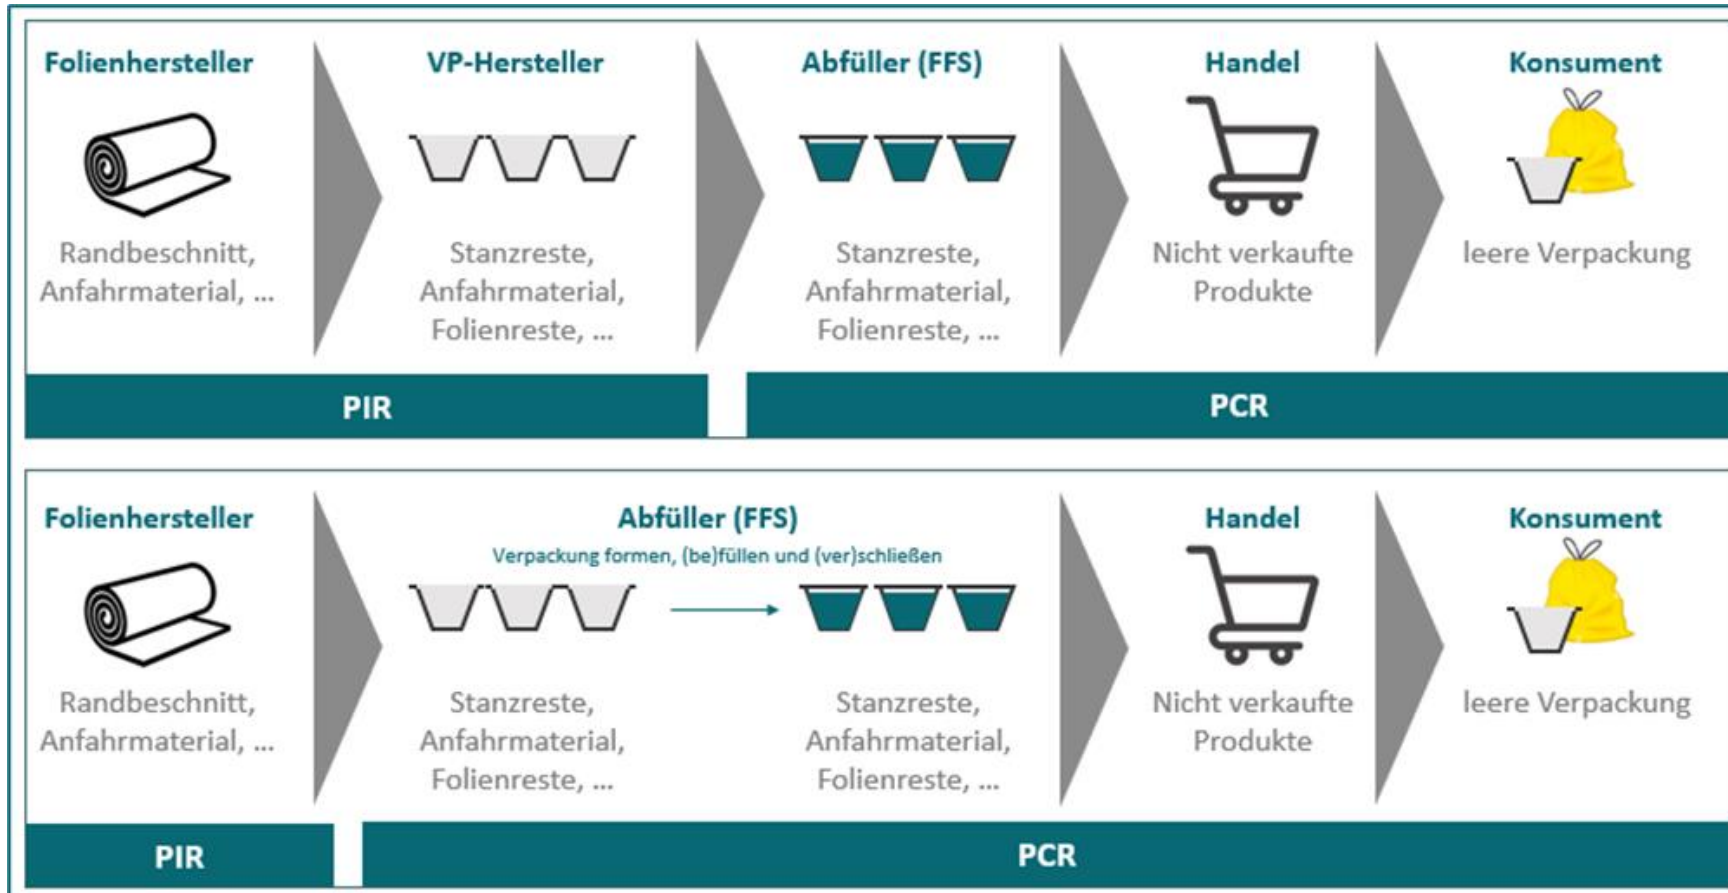 Folienhersteller
VP-Hersteller
Abfüller (FFS)
Handel
Konsument
Randbeschnitt,
Anfahrmaterial, ...
Stanzreste,
Anfahrmaterial,
Folienreste, ...
Stanzreste,
Anfahrmaterial,
Folienreste, ...
Nicht verkaufte
Produkte
leere Verpackung
PIR
PCR
Folienhersteller
Abfüller (FFS)
Verpackung formen, (be)füllen und (ver)schließen
Handel
Konsument
Randbeschnitt,
Anfahrmaterial, ...
Stanzreste,
Anfahrmaterial,
Folienreste, ...
Stanzreste,
Anfahrmaterial,
Folienreste, ...
Nicht verkaufte
Produkte
leere Verpackung
PIR
PCR